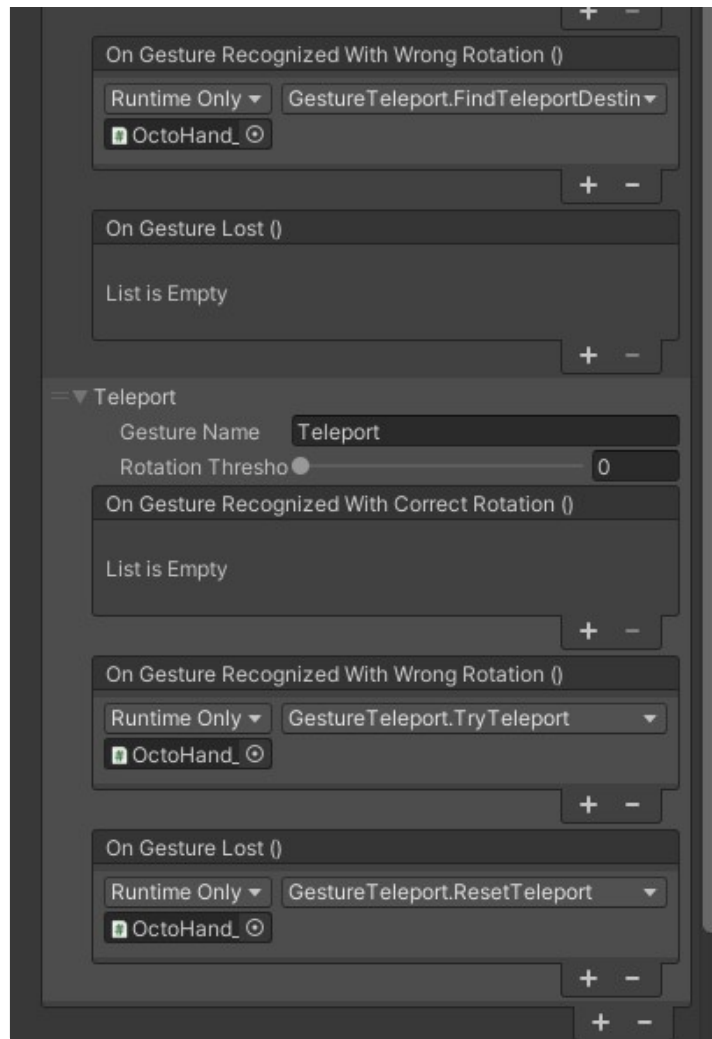 On Gesture Recognized With Wrong Rotation ()
Runtime Only GestureTeleport.FindTeleportDestin
OctoHand_
On Gesture Lost ()
List is Empty
Teleport
Gesture Name Teleport
Rotation Thresho 0
On Gesture Recognized With Correct Rotation ()
List is Empty
On Gesture Recognized With Wrong Rotation ()
Runtime Only GestureTeleport.TryTeleport
OctoHand_
On Gesture Lost ()
Runtime Only GestureTeleport.ResetTeleport
OctoHand_